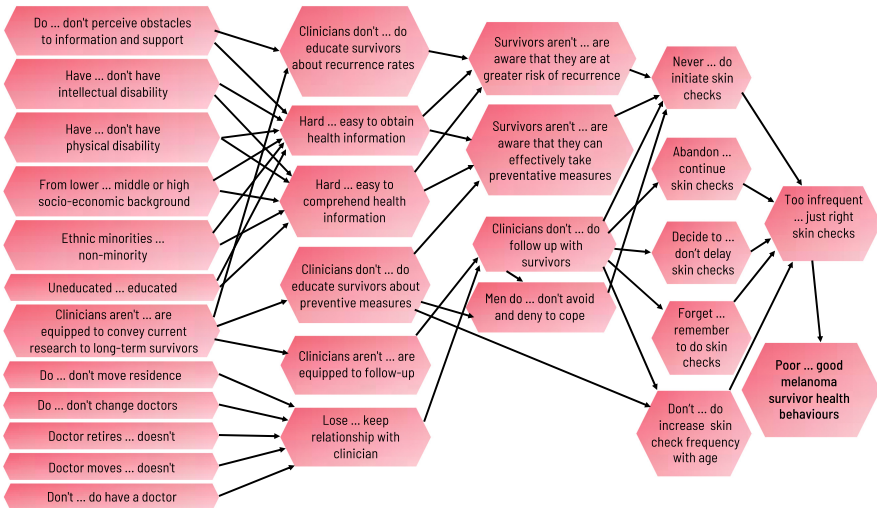 Do ... don't perceive obstacles
to information and support
Have ... don't have
intellectual disability
Have ... don't have
physical disability
From lower ... middle or high
socio-economic background
Ethnic minorities ...
non-minority
Uneducated ... educated
Clinicians aren't ... are
equipped to convey current
research to long-term survivors
Do ... don't move residence
Do ... don't change doctors
Doctor retires ... doesn't
Doctor moves ... doesn't
Don't ... do have a doctor
Clinicians don't ... do
educate survivors
about recurrence rates
Hard ... easy to obtain
health information
Hard ... easy to
comprehend health
information
Clinicians don't ... do
educate survivors about
preventive measures
Clinicians aren't ... are
equipped to follow-up
Lose ... keep
relationship with
clinician
Survivors aren't ... are
aware that they are at
greater risk of recurrence
Survivors aren't ... are
aware that they can
effectively take
preventative measures
Clinicians don't ... do
follow up with
survivors
Men do ... don't avoid
and deny to cope
Never ... do
initiate skin
checks
Abandon ...
continue
skin checks
Decide to ...
don't delay
skin checks
Forget ...
remember
to do skin
checks
Don't ... do
increase skin
check frequency
with age
Too infrequent
... just right
skin checks
Poor ... good
melanoma
survivor health
behaviours